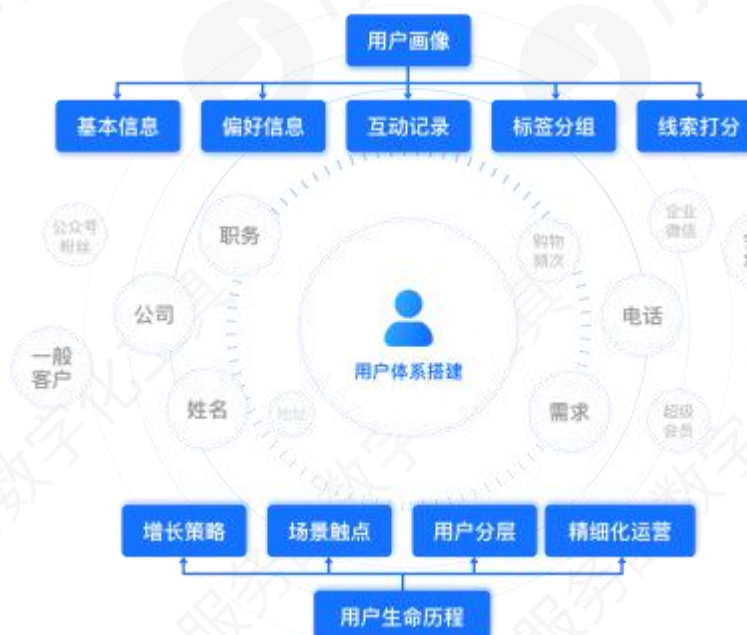 用户画像
基本信息
偏好信息
互动记录
标签分组
线索打分
职务
公众号
粉丝
购物
频次
企业
微信
公司
电话
一般
客户
用户体系搭建
姓名
地址
需求
超级
会员
增长策略
场景触点
用户分层
精细化运营
用户生命历程